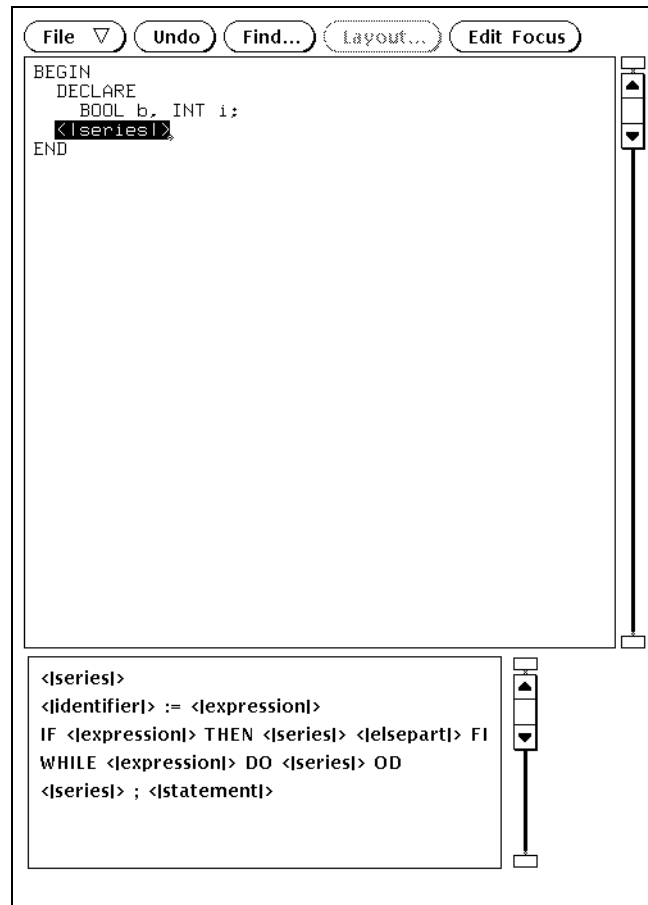 File ▽ Undo Find... Layout... Edit Focus
BEGIN
DECLARE
BOOL b, INT i;
<|series|>
END
<|series|>
<|identifier|> := <|expression|>
IF <|expression|> THEN <|series|> <|elsepart|> FI
WHILE <|expression|> DO <|series|> OD
<|series|> ; <|statement|>